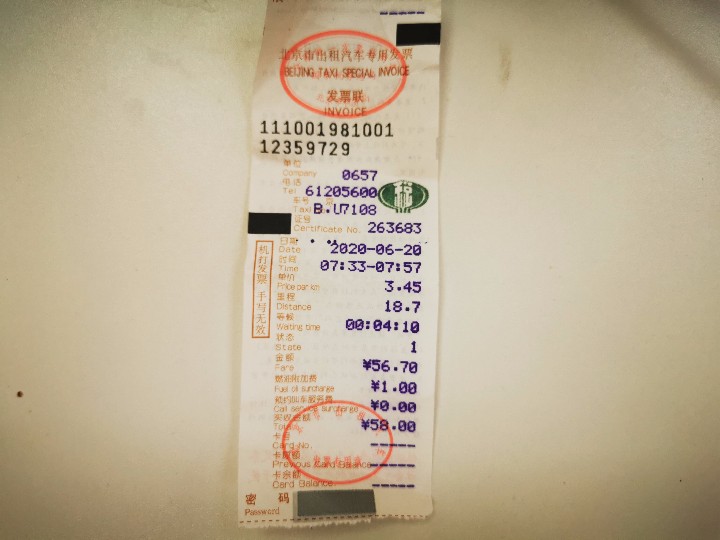 北京市出租汽车专用发票
BEIJING TAXI SPECIAL INVOICE
发票联
INVOICE
111001981001
12359729
单位
Company 0657
电话
Tel 61205600
税
车号 京
Taxi B.U7108
证号
Certificate No. 263683
日期
Date 2020-06-20
时间
Time 07:33-07:57
单价
Price per km 3.45
里程
Distance 18.7
等候
Waiting time 00:04:10
状态
State 1
金额
Fare ¥56.70
燃油附加费
Fuel oil surcharge ¥1.00
预约叫车服务费
Call service surcharge ¥0.00
实收金额
Total ¥58.00
卡号
Card-No. -----
卡原额
Previous Card Balance -----
卡余额
Card Balance. -----
密 码
Password
机打发票 手写无效
发票专用章